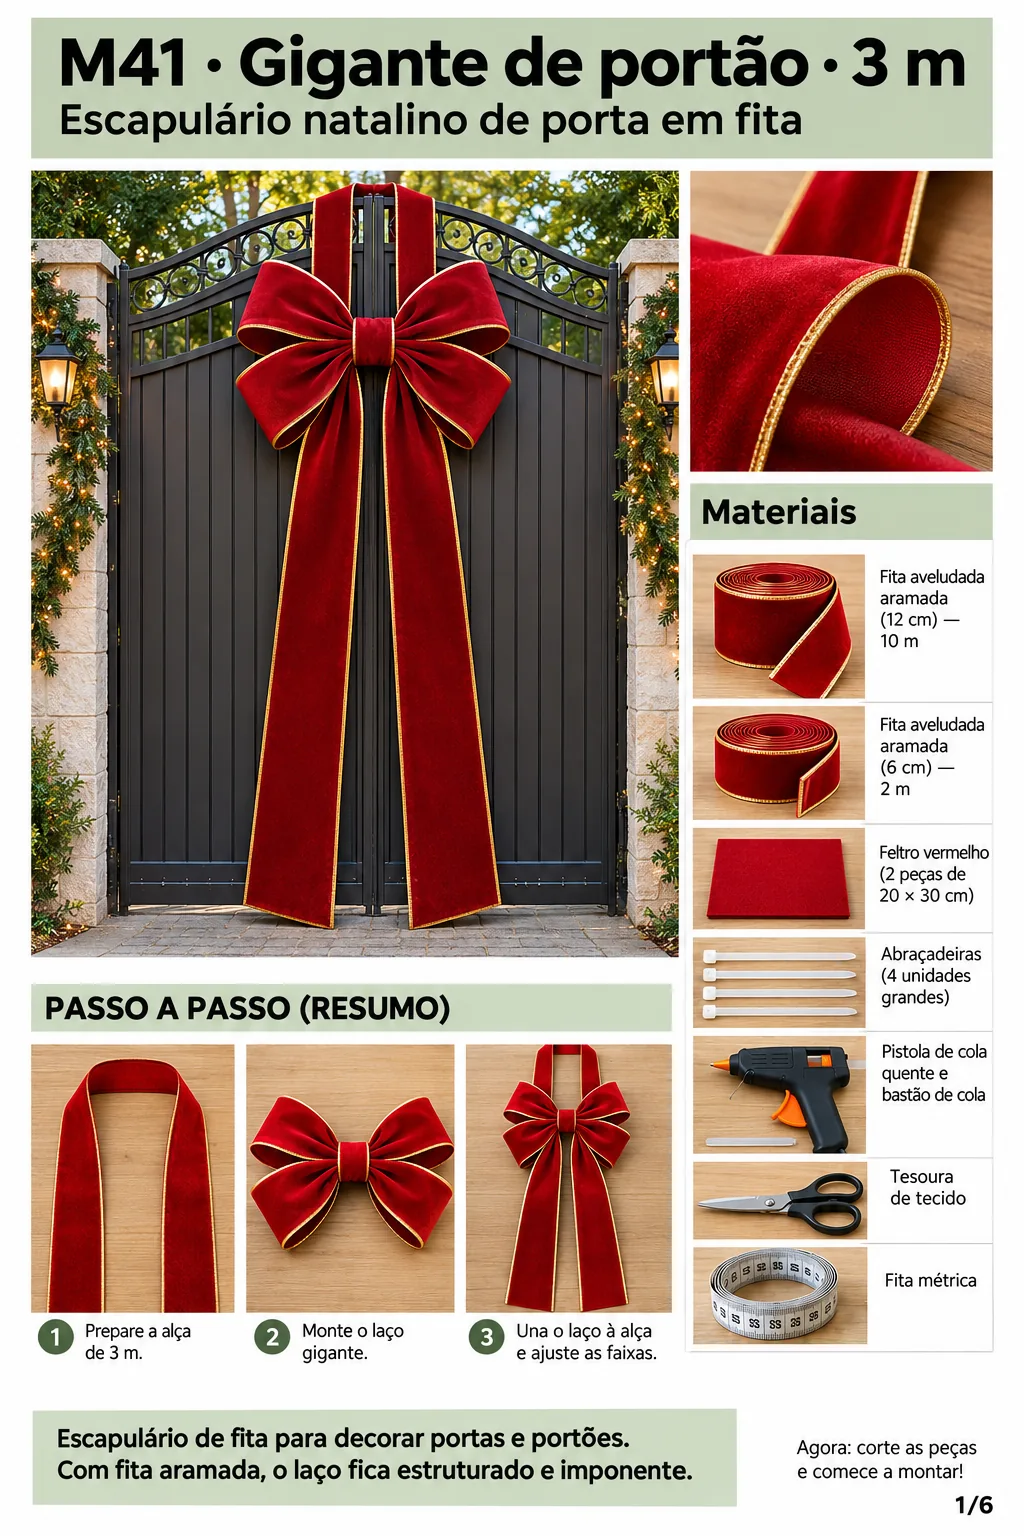 M41 · Gigante de portão · 3 m
Escapulário natalino de porta em fita
Materiais
Fita aveludada
aramada
(12 cm) —
10 m
Fita aveludada
aramada
(6 cm) —
2 m
Feltro vermelho
(2 peças de
20 × 30 cm)
Abraçadeiras
(4 unidades
grandes)
Pistola de cola
quente e
bastão de cola
Tesoura
de tecido
Fita métrica
PASSO A PASSO (RESUMO)
1 Prepare a alça
de 3 m.
2 Monte o laço
gigante.
3 Una o laço à alça
e ajuste as faixas.
Escapulário de fita para decorar portas e portões.
Com fita aramada, o laço fica estruturado e imponente.
Agora: corte as peças
e comece a montar!
1/6